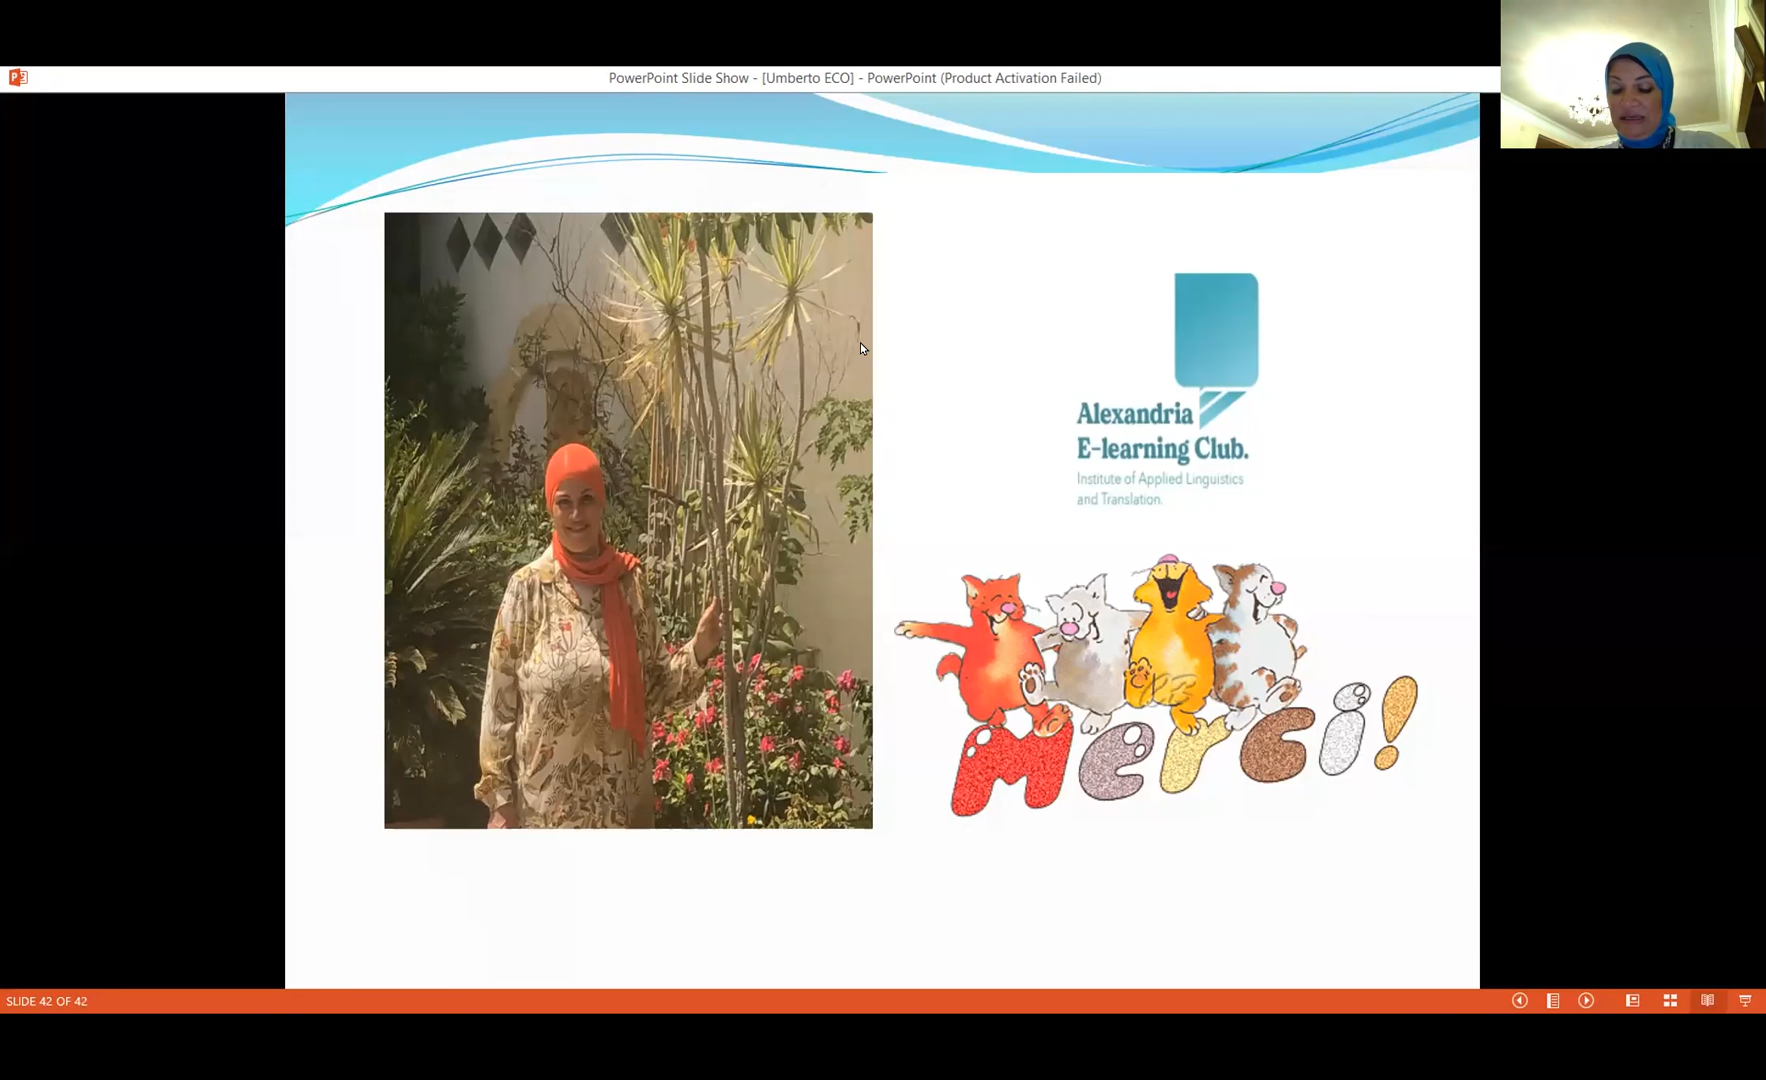 PowerPoint Slide Show - [Umberto ECO] - PowerPoint (Product Activation Failed)
Alexandria
E-learning Club.
Institute of Applied Linguistics
and Translation.
Merci!
SLIDE 42 OF 42